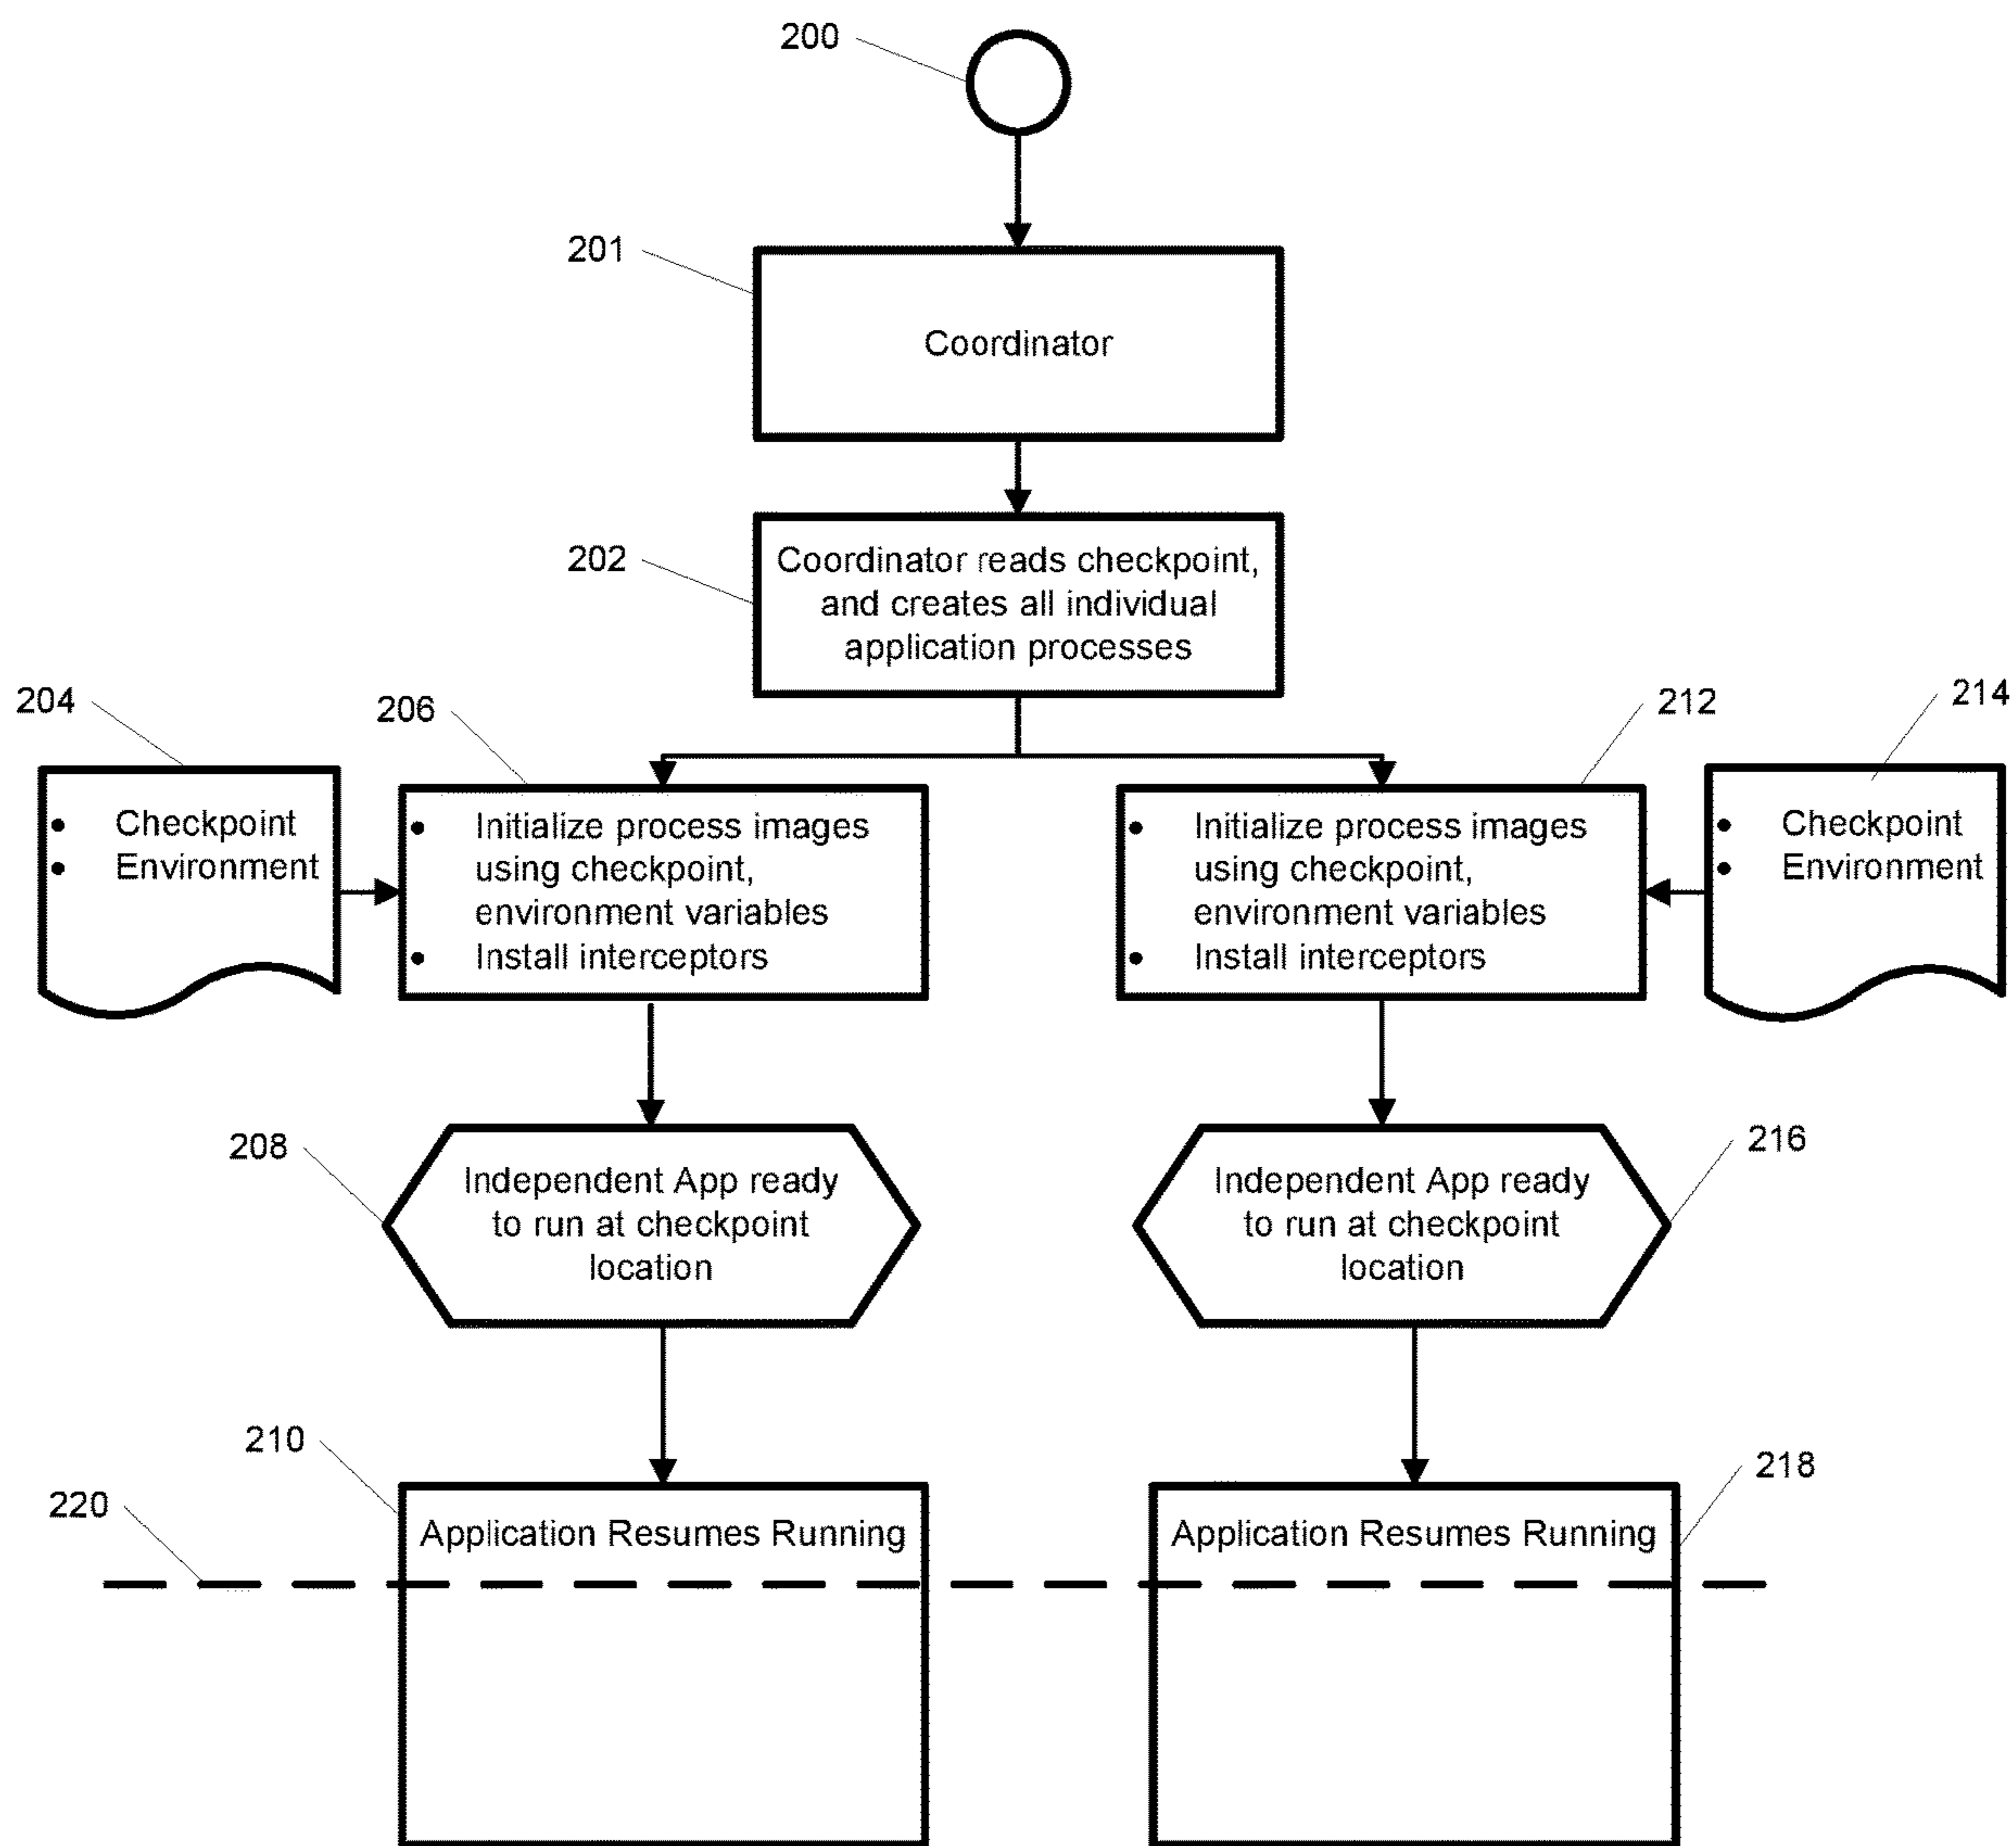 200
201
Coordinator
202
Coordinator reads checkpoint,
and creates all individual
application processes
204
206
212
214
• Checkpoint
• Environment
• Initialize process images
using checkpoint,
environment variables
• Install interceptors
• Initialize process images
using checkpoint,
environment variables
• Install interceptors
• Checkpoint
• Environment
208
Independent App ready
to run at checkpoint
location
Independent App ready
to run at checkpoint
location
216
210
218
220
Application Resumes Running
Application Resumes Running